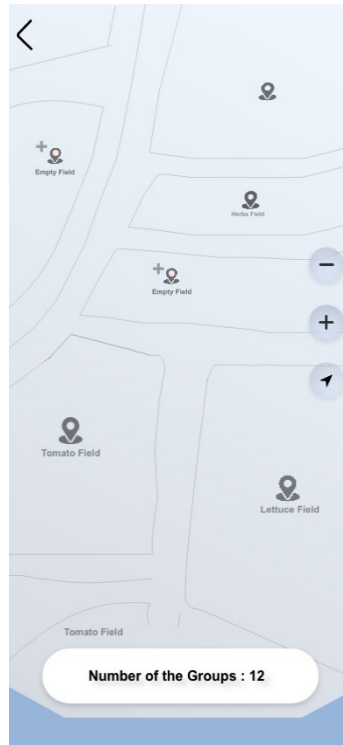 Empty Field
Herbs Field
Empty Field
Tomato Field
Lettuce Field
Tomato Field
Number of the Groups : 12